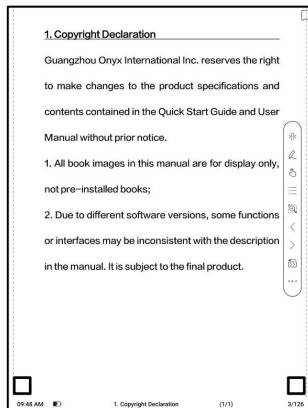 1. Copyright Declaration
Guangzhou Onyx International Inc. reserves the right
to make changes to the product specifications and
contents contained in the Quick Start Guide and User
Manual without prior notice.
1. All book images in this manual are for display only,
not pre-installed books;
2. Due to different software versions, some functions
or interfaces may be inconsistent with the description
in the manual. It is subject to the final product.
09:48 AM 1. Copyright Declaration (1/1) 3/126